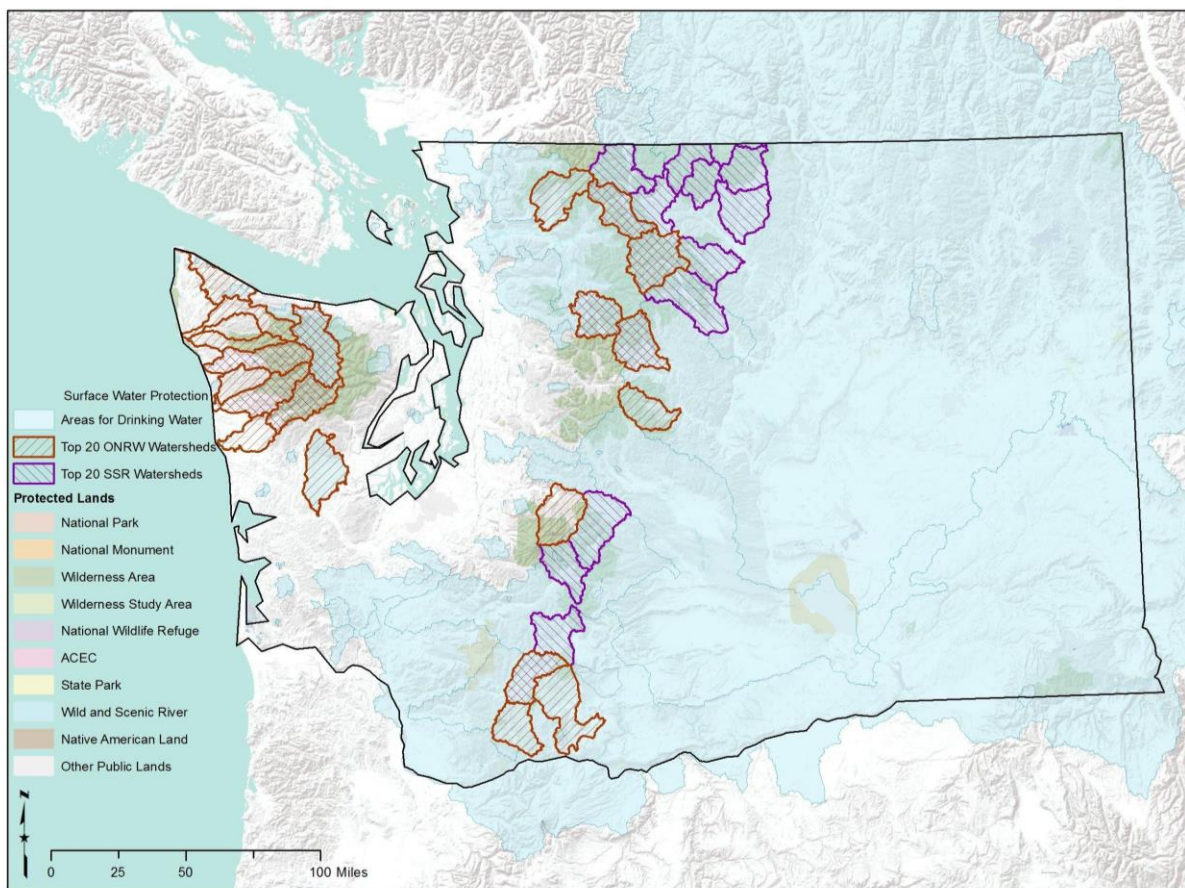 Surface Water Protection
Areas for Drinking Water
Top 20 ONRW Watersheds
Top 20 SSR Watersheds
Protected Lands
National Park
National Monument
Wilderness Area
Wilderness Study Area
National Wildlife Refuge
ACEC
State Park
Wild and Scenic River
Native American Land
Other Public Lands
N
0 25 50 100 Miles